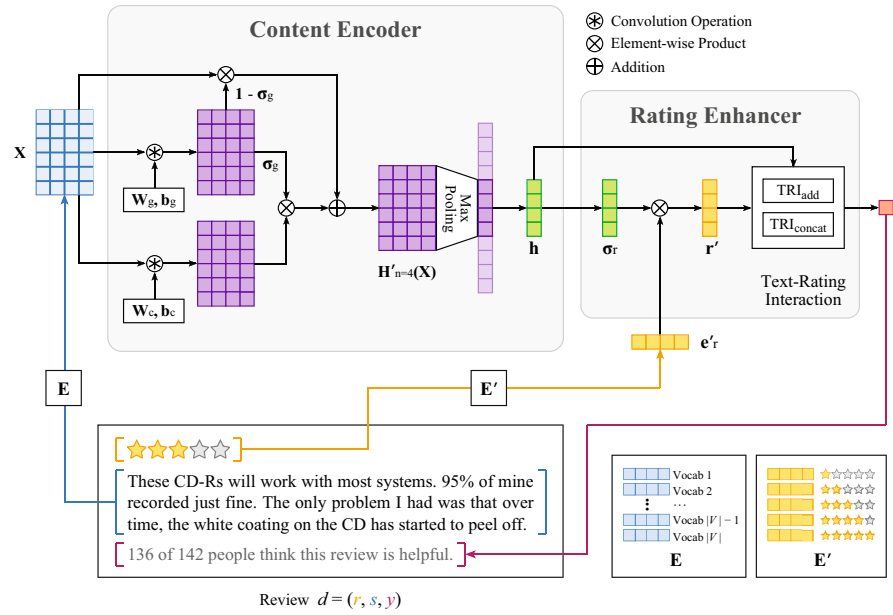 Content Encoder
Convolution Operation
Element-wise Product
Addition
1 - σg
X
σg
Wg, bg
Wc, bc
Max Pooling
H′n=4(X)
h
Rating Enhancer
σr
r′
TRIadd
TRIconcat
Text-Rating
Interaction
e′r
E
E′
These CD-Rs will work with most systems. 95% of mine
recorded just fine. The only problem I had was that over
time, the white coating on the CD has started to peel off.
136 of 142 people think this review is helpful.
Review d = (r, s, y)
Vocab 1
Vocab 2
...
Vocab |V| − 1
Vocab |V|
E
E′